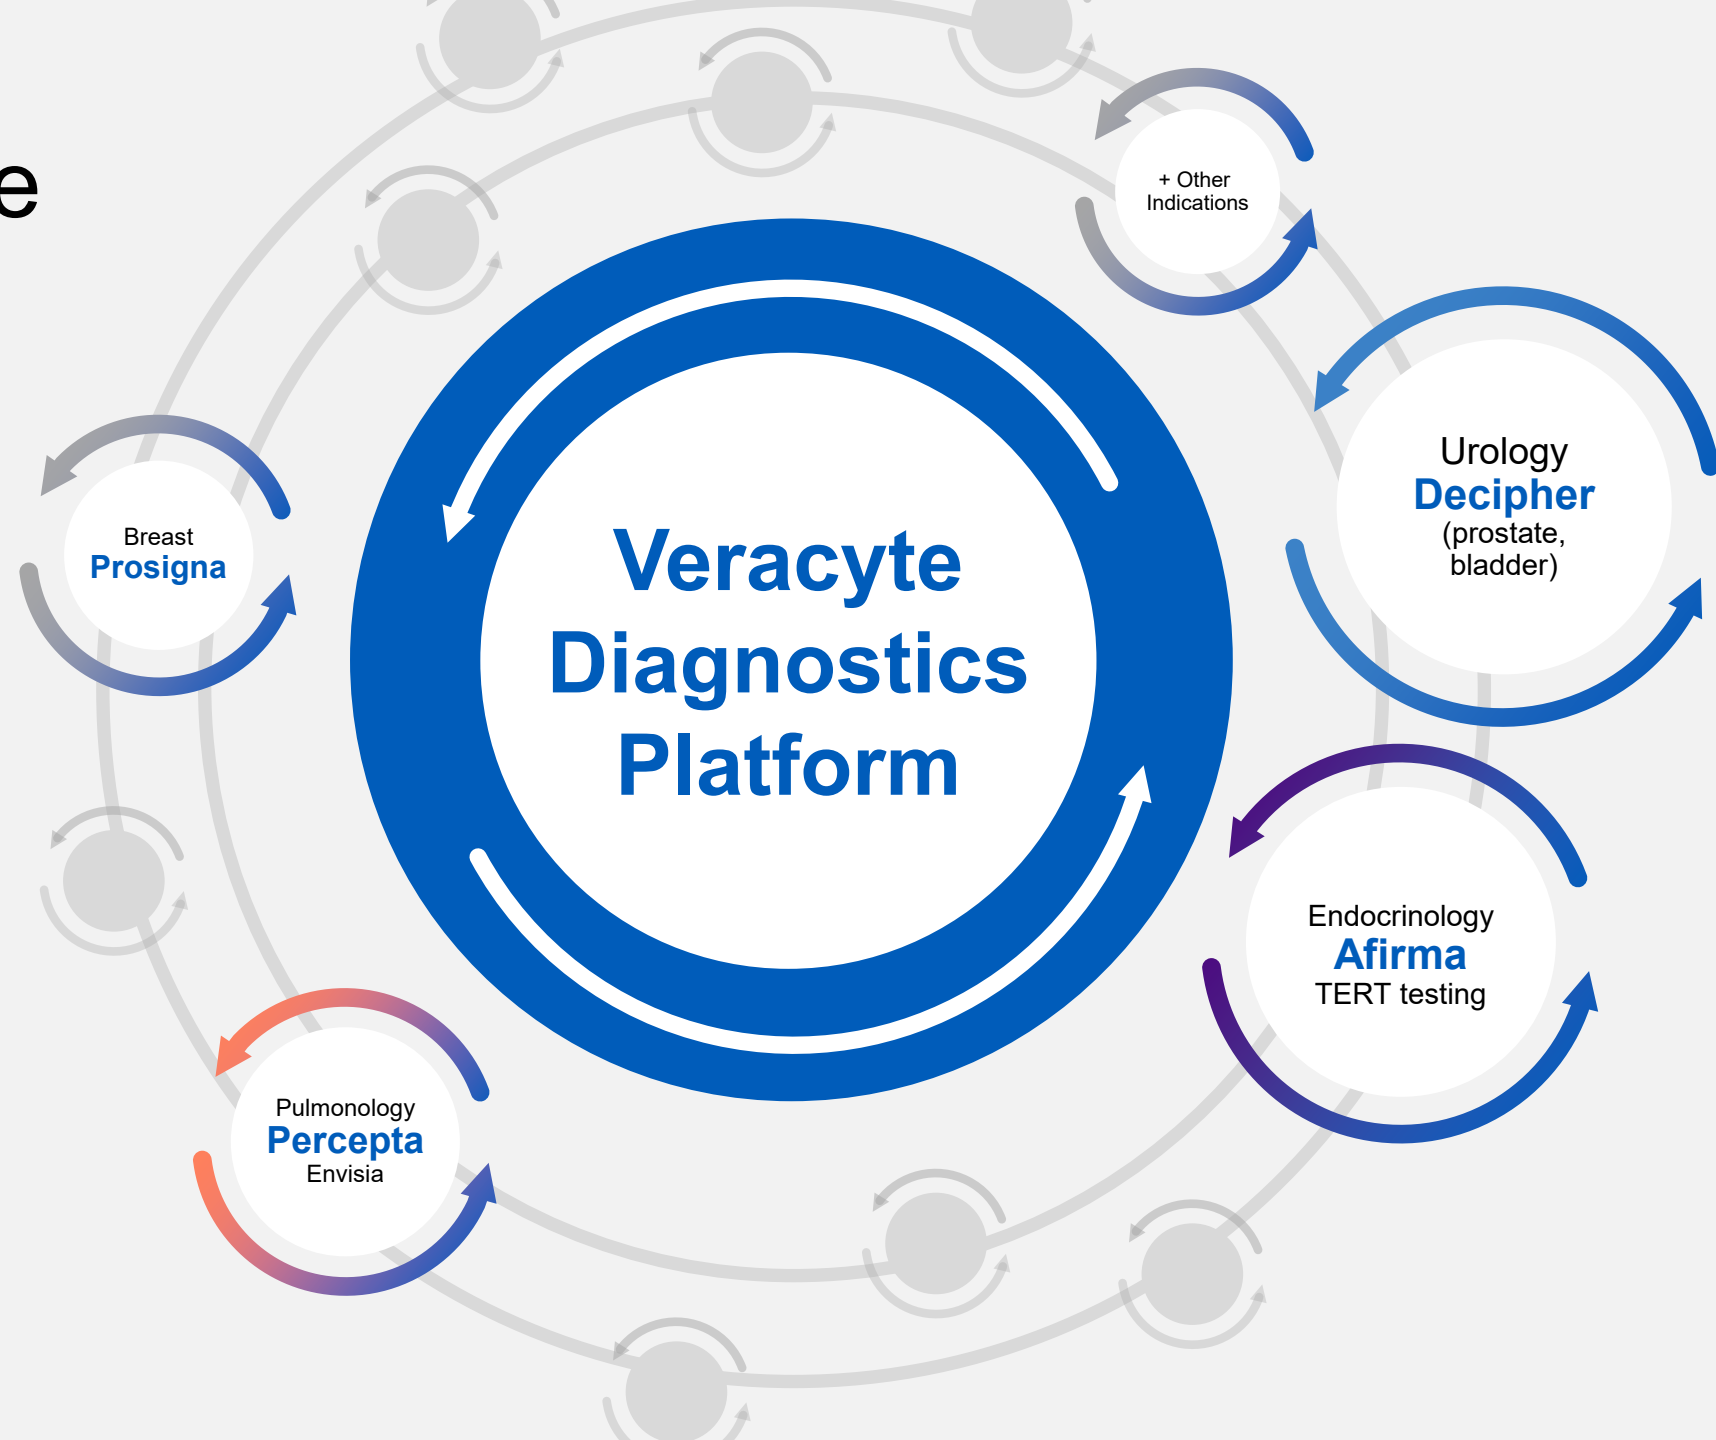 e
+ Other
Indications
Urology
Decipher
(prostate,
bladder)
Breast
Prosigna
Veracyte
Diagnostics
Platform
Endocrinology
Afirma
TERT testing
Pulmonology
Percepta
Envisia